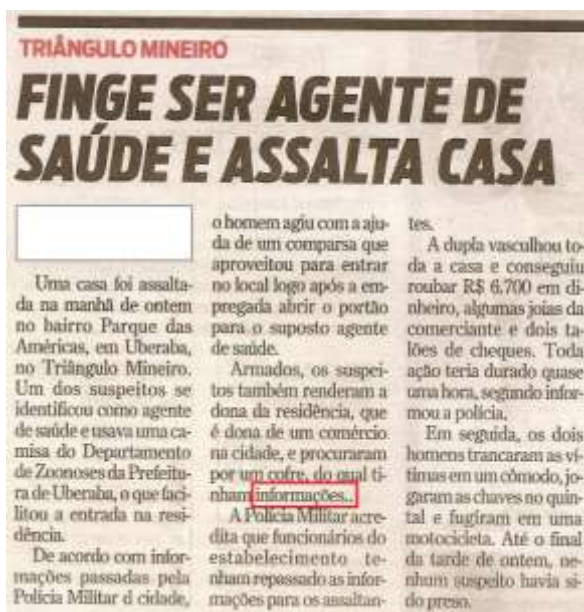 TRIÂNGULO MINEIRO
FINGE SER AGENTE DE
SAÚDE E ASSALTA CASA
Uma casa foi assalta-
da na manhã de ontem
no bairro Parque das
Américas, em Uberaba,
no Triângulo Mineiro.
Um dos suspeitos se
identificou como agente
de saúde e usava uma ca-
misa do Departamento
de Zoonoses da Prefeitu-
ra de Uberaba, o que faci-
litou a entrada na resi-
dência.
De acordo com infor-
mações passadas pela
Polícia Militar d cidade,
o homem agiu com a aju-
da de um comparsa que
aproveitou para entrar
no local logo após a em-
pregada abrir o portão
para o suposto agente
de saúde.
Armados, os suspei-
tos também renderam a
dona da residência, que
é dona de um comércio
na cidade, e procuraram
por um cofre, do qual ti-
nham informações..
A Polícia Militar acre-
dita que funcionários do
estabelecimento te-
nham repassado as infor-
mações para os assaltan-
tes.
A dupla vasculhou to-
da a casa e conseguiu
roubar R$ 6.700 em di-
nheiro, algumas joias da
comerciante e dois ta-
lões de cheques. Toda
ação teria durado quase
uma hora, segundo infor-
mou a polícia.
Em seguida, os dois
homens trancaram as ví-
timas em um cômodo, jo-
garam as chaves no quin-
tal e fugiram em uma
motocicleta. Até o final
da tarde de ontem, ne-
nhum suspeito havia si-
do preso.